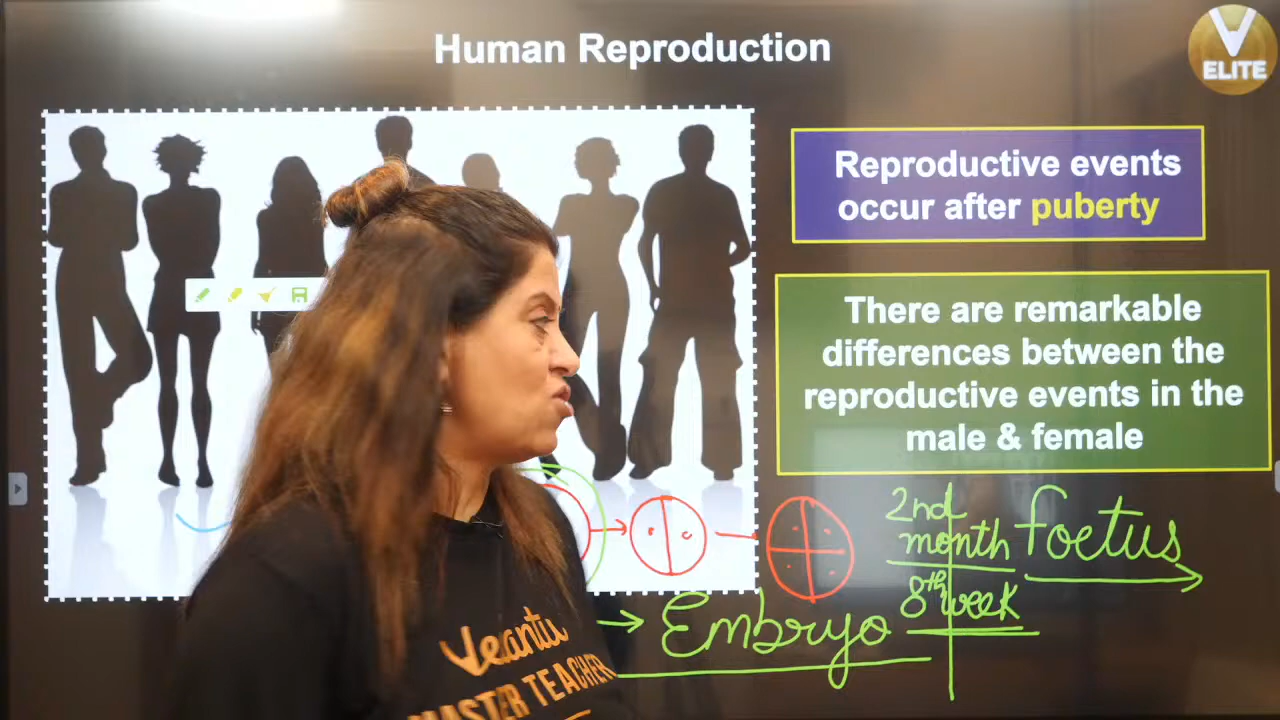 Human Reproduction
V
ELITE
Reproductive events
occur after puberty
There are remarkable
differences between the
reproductive events in the
male & female
2nd
month
foetus
8th week
→ Embryo
Vedantu
MASTER TEACHER